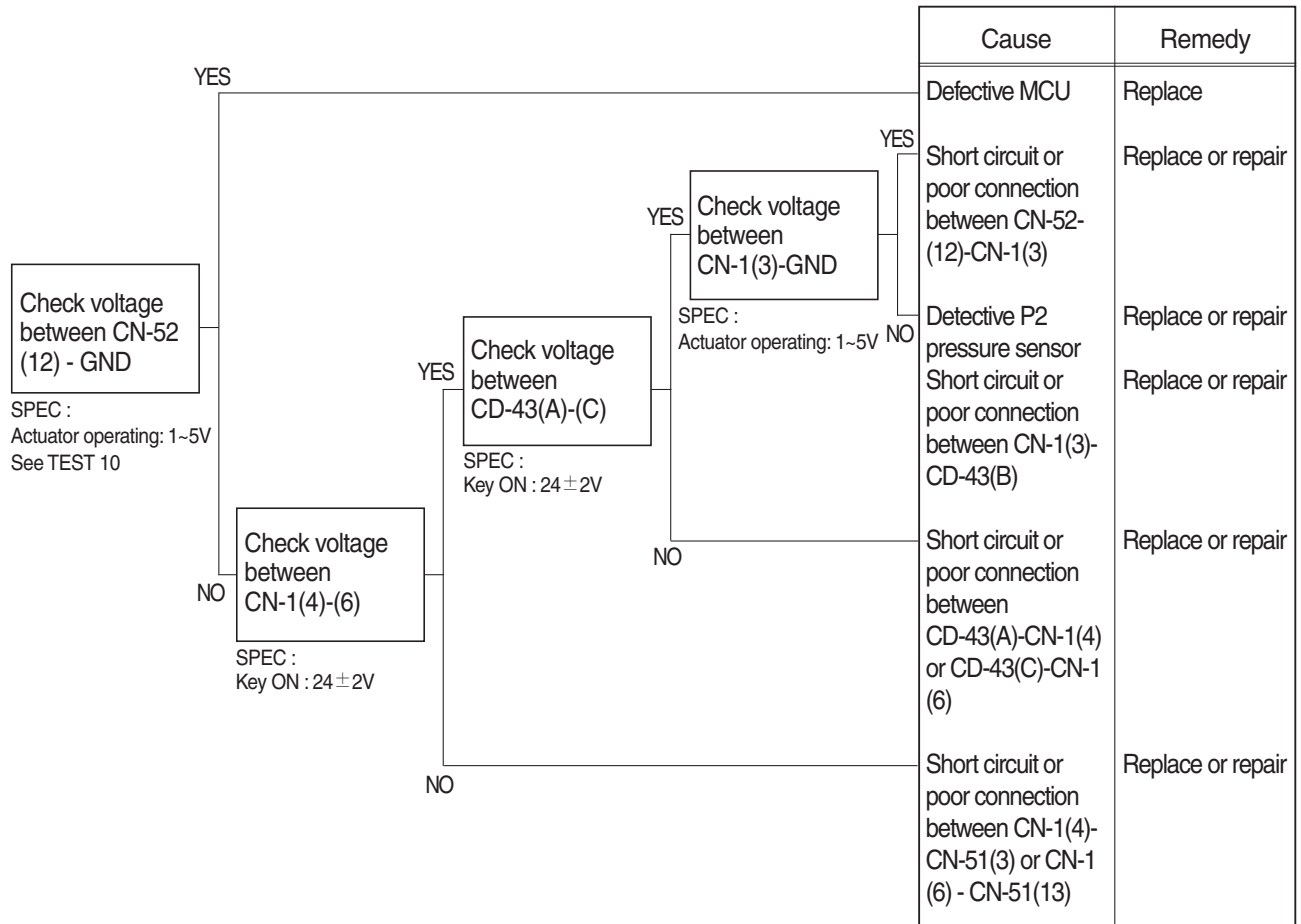 Cause Remedy
YES
Defective MCU Replace
YES
Short circuit or Replace or repair
poor connection
between CN-52-
(12)-CN-1(3)
YES
Check voltage
between
CN-1(3)-GND
SPEC :
Actuator operating: 1~5V
NO
Detective P2 Replace or repair
pressure sensor
Short circuit or Replace or repair
poor connection
between CN-1(3)-
CD-43(B)
Check voltage
between CN-52
(12) - GND
SPEC :
Actuator operating: 1~5V
See TEST 10
YES
Check voltage
between
CD-43(A)-(C)
SPEC :
Key ON : 24±2V
NO
Short circuit or Replace or repair
poor connection
between
CD-43(A)-CN-1(4)
or CD-43(C)-CN-1
(6)
NO
Check voltage
between
CN-1(4)-(6)
SPEC :
Key ON : 24±2V
NO
Short circuit or Replace or repair
poor connection
between CN-1(4)-
CN-51(3) or CN-1
(6) - CN-51(13)